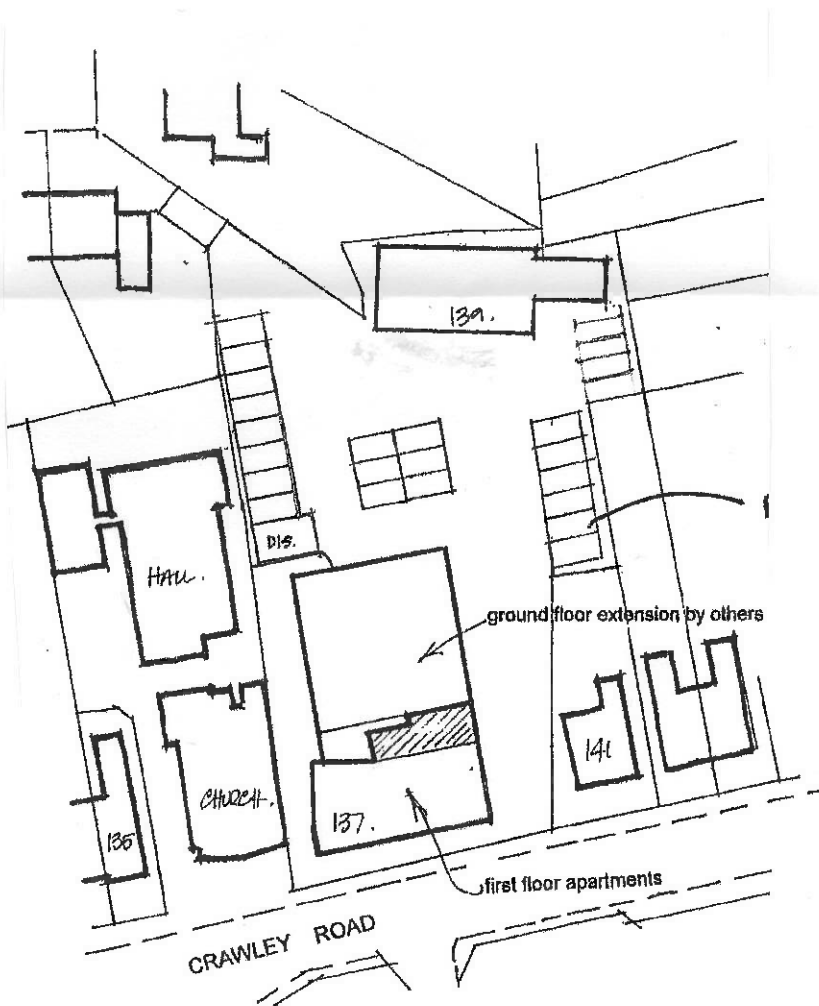 139.
DIS.
HALL.
ground floor extension by others
141
CHURCH.
137.
135
first floor apartments
CRAWLEY ROAD